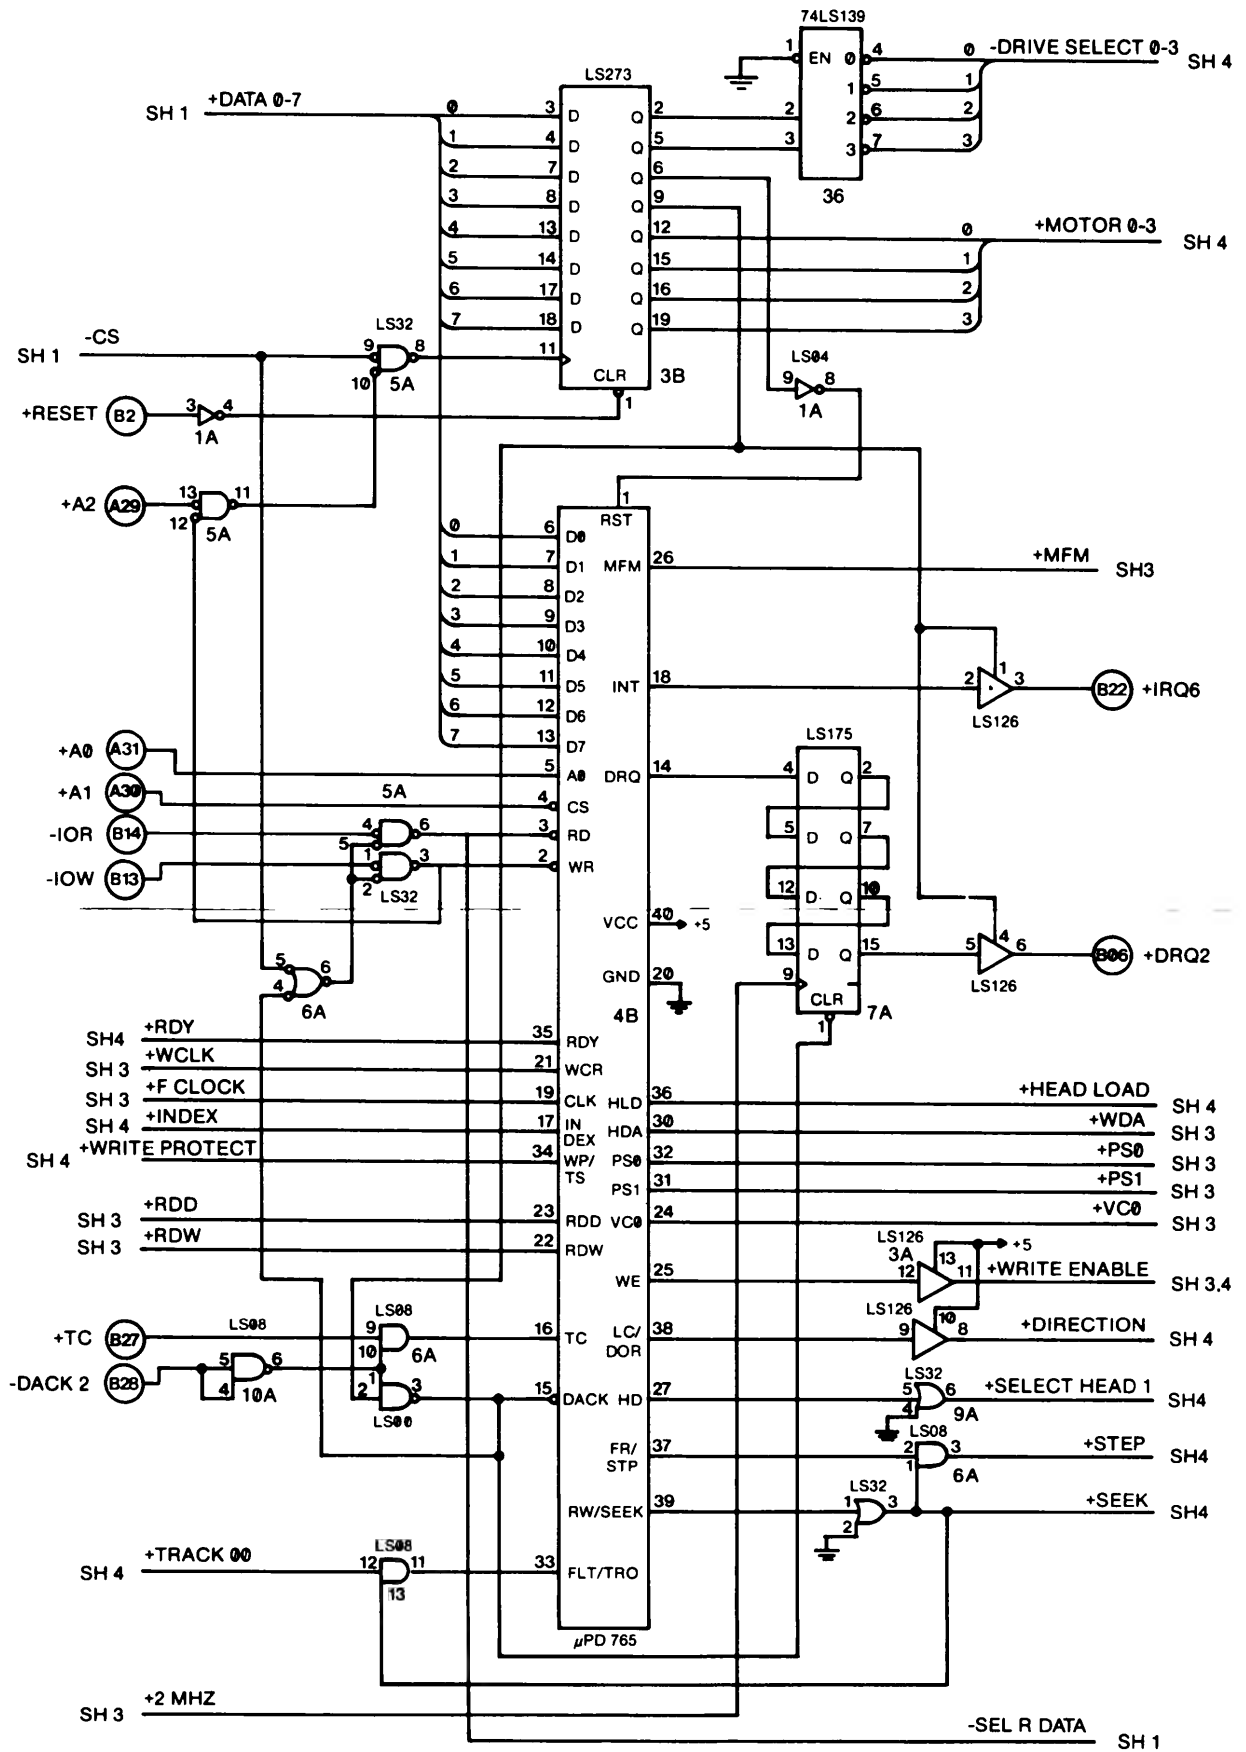 74LS139
1 EN 0 4 0 -DRIVE SELECT 0-3 SH 4
1 5 1
2 2 6 2
3 3 7 3
36
LS273
SH 1 +DATA 0-7 0 3 D Q 2
1 4 D Q 5
2 7 D Q 6
3 8 D Q 9
4 13 D Q 12 0 +MOTOR 0-3 SH 4
5 14 D Q 15 1
6 17 D Q 16 2
7 18 D Q 19 3
SH 1 -CS LS32 9 8 11
10 5A CLR 3B
1
LS04
9 8
1A
+RESET B2 3 4
1A
+A2 A29 13 11
12 5A
1
RST
0 6 D0
1 7 D1 MFM 26 +MFM SH3
2 8 D2
3 9 D3
4 10 D4
5 11 D5 INT 18 2 1 3 B22 +IRQ6
6 12 D6 LS126
7 13 D7 LS175
+A0 A31 5 A0 DRQ 14 4 D Q 2
+A1 A30 5A 4 CS
-IOR B14 4 5 6 3 RD 5 D Q 7
-IOW B13 1 2 3 2 WR
LS32 12 D Q 10
VCC 40 +5
13 D Q 15 5 4 6 B06 +DRQ2
LS126
5 6 GND 20 9
4 6A 4B CLR 7A
1
SH4 +RDY 35 RDY
SH 3 +WCLK 21 WCR
SH 3 +F CLOCK 19 CLK HLD 36 +HEAD LOAD SH 4
SH 4 +INDEX 17 IN DEX HDA 30 +WDA SH 3
SH 4 +WRITE PROTECT 34 WP/ TS PS0 32 +PS0 SH 3
PS1 31 +PS1 SH 3
SH 3 +RDD 23 RDD VC0 24 +VC0 SH 3
SH 3 +RDW 22 RDW
LS126 +5
3A 13
WE 25 12 11 +WRITE ENABLE SH 3,4
LS08 LS08 LS126
+TC B27 9 10 6A 16 TC LC/ DOR 38 9 10 8 +DIRECTION SH 4
-DACK 2 B28 5 4 6 10A
1 2 3 LS00 15 DACK HD 27 LS32 5 4 6 9A +SELECT HEAD 1 SH4
FR/ STP 37 LS08 2 1 3 6A +STEP SH4
RW/SEEK 39 LS32 1 2 3 +SEEK SH4
SH 4 +TRACK 00 LS08 12 11 13 33 FLT/TRO
μPD 765
SH 3 +2 MHZ
-SEL R DATA SH 1